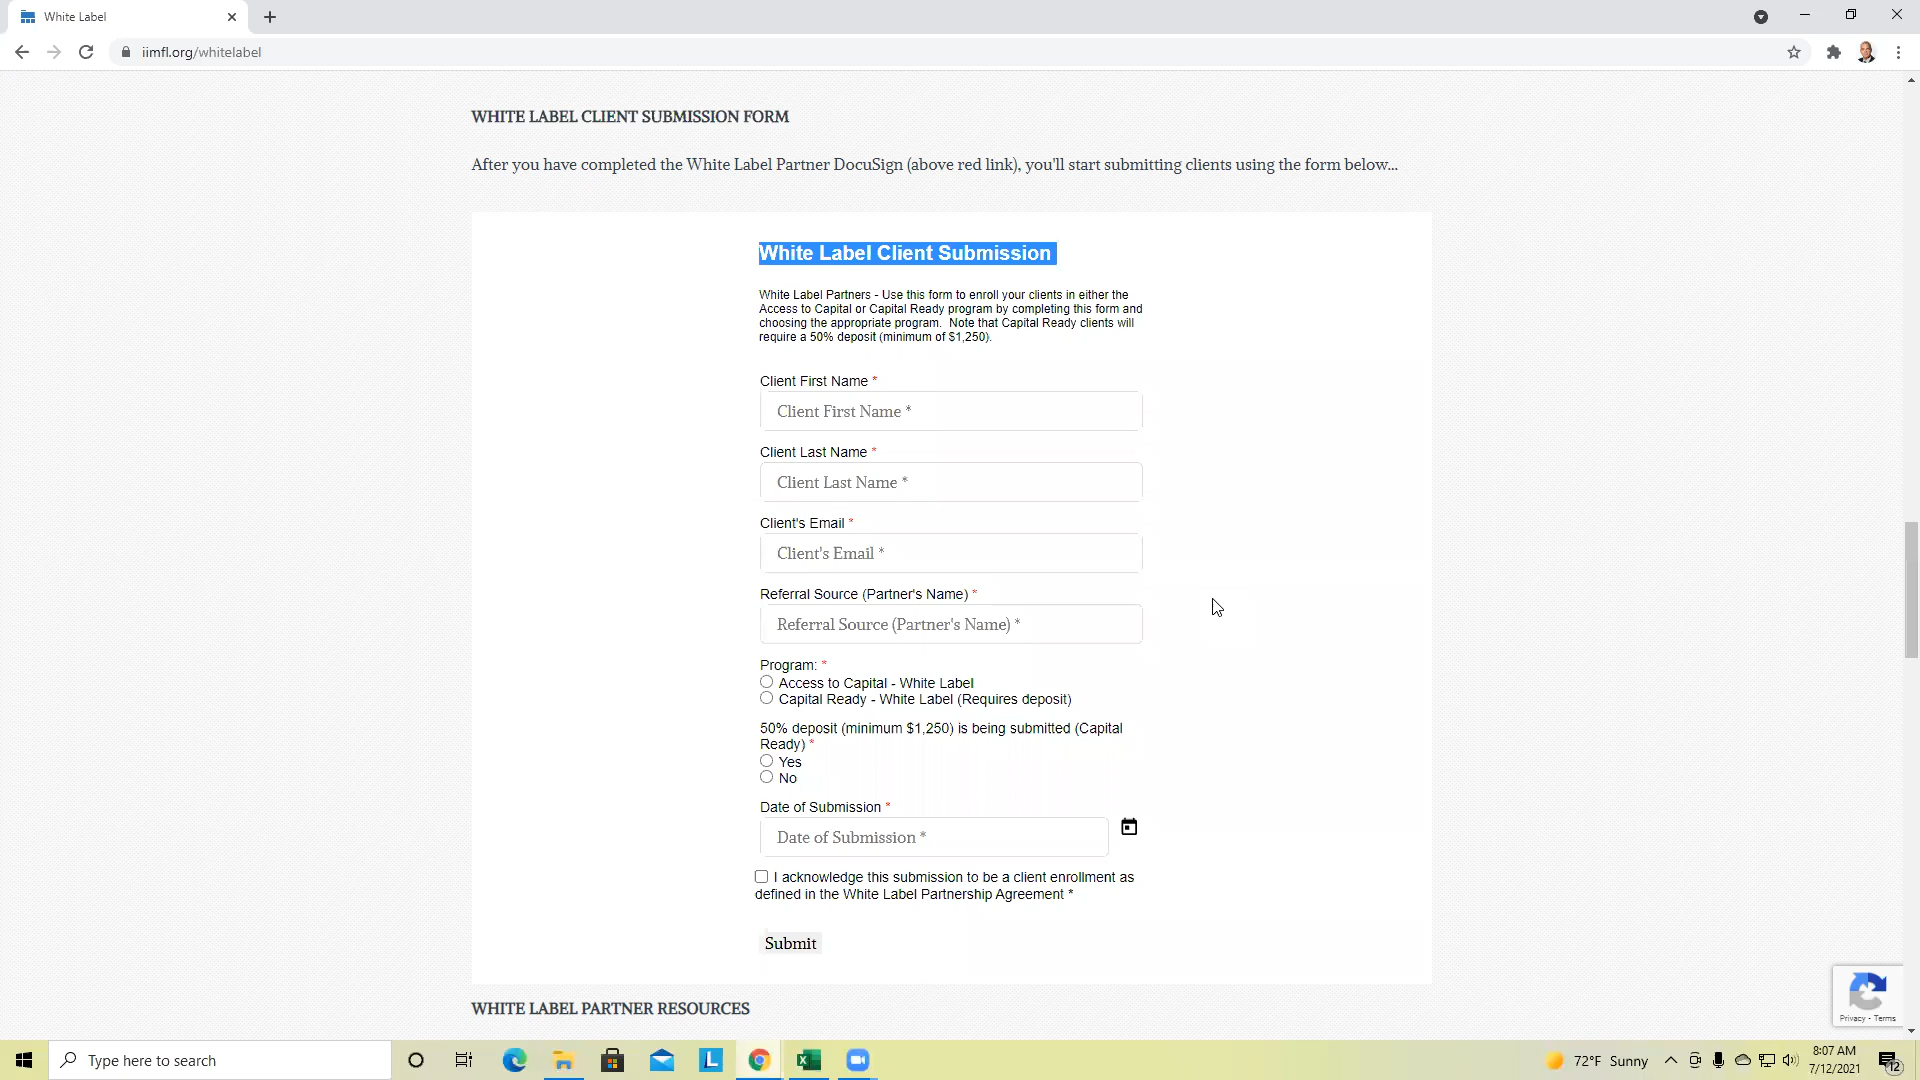 White Label
iimfl.org/whitelabel
WHITE LABEL CLIENT SUBMISSION FORM
After you have completed the White Label Partner DocuSign (above red link), you'll start submitting clients using the form below...
White Label Client Submission
White Label Partners - Use this form to enroll your clients in either the
Access to Capital or Capital Ready program by completing this form and
choosing the appropriate program.  Note that Capital Ready clients will
require a 50% deposit (minimum of $1,250).
Client First Name *
Client First Name *
Client Last Name *
Client Last Name *
Client's Email *
Client's Email *
Referral Source (Partner's Name) *
Referral Source (Partner's Name) *
Program: *
Access to Capital - White Label
Capital Ready - White Label (Requires deposit)
50% deposit (minimum $1,250) is being submitted (Capital
Ready) *
Yes
No
Date of Submission *
Date of Submission *
I acknowledge this submission to be a client enrollment as
defined in the White Label Partnership Agreement *
Submit
WHITE LABEL PARTNER RESOURCES
Privacy - Terms
Type here to search
L
X
72°F Sunny
8:07 AM
7/12/2021
12